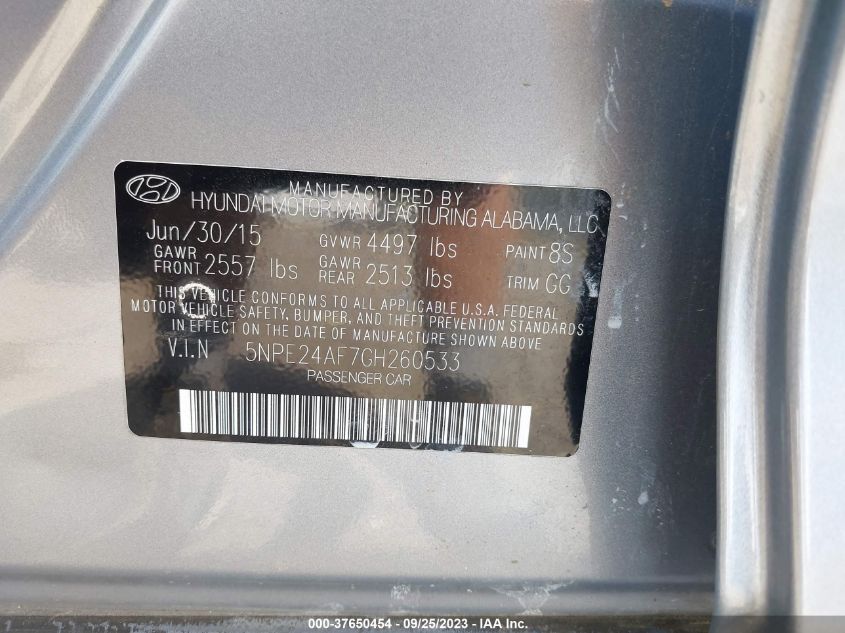 MANUFACTURED BY
HYUNDAI MOTOR MANUFACTURING ALABAMA, LLC
Jun/30/15 GVWR 4497 lbs PAINT 8S
GAWR FRONT 2557 lbs GAWR REAR 2513 lbs TRIM GG
THIS VEHICLE CONFORMS TO ALL APPLICABLE U.S.A. FEDERAL
MOTOR VEHICLE SAFETY, BUMPER, AND THEFT PREVENTION STANDARDS
IN EFFECT ON THE DATE OF MANUFACTURE SHOWN ABOVE.
V.I.N 5NPE24AF7GH260533
PASSENGER CAR
000-37650454 - 09/25/2023 - IAA Inc.